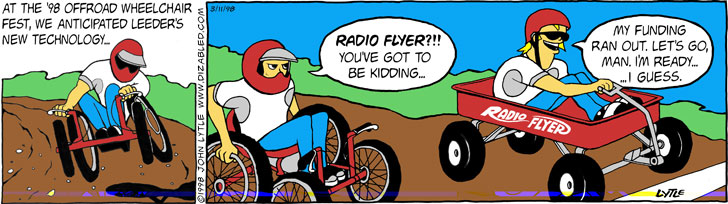 AT THE '98 OFFROAD WHEELCHAIR
FEST, WE ANTICIPATED LEEDER'S
NEW TECHNOLOGY...
©1998 JOHN LYTLE WWW.DIZABLED.COM
3/11/98
RADIO FLYER?!!
YOU'VE GOT TO
BE KIDDING...
MY FUNDING
RAN OUT. LET'S GO,
MAN. I'M READY...
...I GUESS.
RADIO FLYER
LYTLE